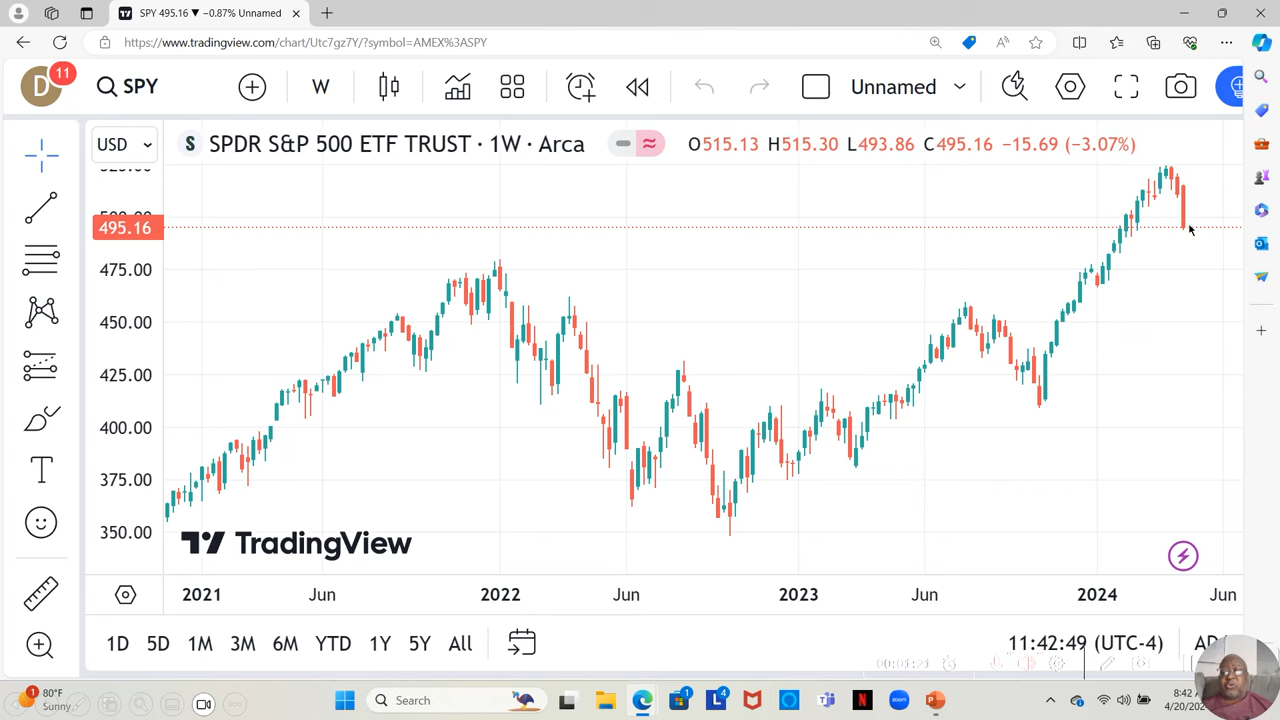 SPY 495.16 ▼ −0.87% Unnamed
https://www.tradingview.com/chart/Utc7gz7Y/?symbol=AMEX%3ASPY
D
11
SPY
W
Unnamed
USD
S
SPDR S&P 500 ETF TRUST · 1W · Arca
O515.13 H515.30 L493.86 C495.16 −15.69 (−3.07%)
495.16
475.00
450.00
425.00
400.00
375.00
350.00
TradingView
2021 Jun 2022 Jun 2023 Jun 2024 Jun
1D 5D 1M 3M 6M YTD 1Y 5Y All
11:42:49 (UTC-4)
80°F
Sunny
Search
zoom
8:42
4/20/202